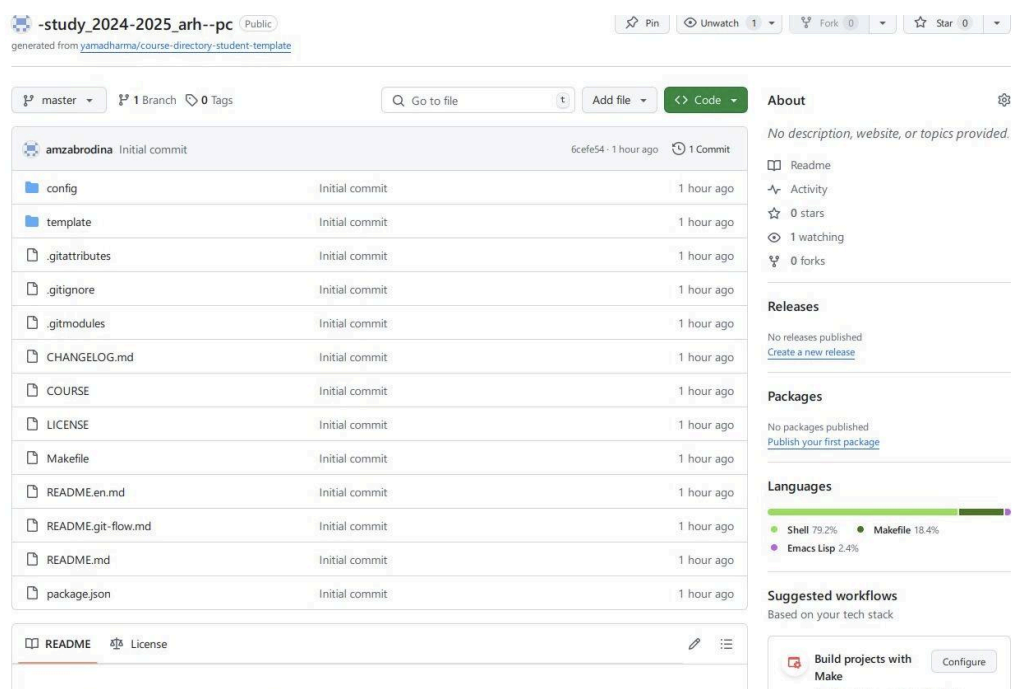 -study_2024-2025_arh--pc Public
Pin Unwatch 1 Fork 0 Star 0
generated from yamadharma/course-directory-student-template
master 1 Branch 0 Tags Go to file t Add file <> Code
amzabrodina Initial commit 6cefe54 · 1 hour ago 1 Commit
config Initial commit 1 hour ago
template Initial commit 1 hour ago
.gitattributes Initial commit 1 hour ago
.gitignore Initial commit 1 hour ago
.gitmodules Initial commit 1 hour ago
CHANGELOG.md Initial commit 1 hour ago
COURSE Initial commit 1 hour ago
LICENSE Initial commit 1 hour ago
Makefile Initial commit 1 hour ago
README.en.md Initial commit 1 hour ago
README.git-flow.md Initial commit 1 hour ago
README.md Initial commit 1 hour ago
package.json Initial commit 1 hour ago
README License
About
No description, website, or topics provided.
Readme
Activity
0 stars
1 watching
0 forks
Releases
No releases published
Create a new release
Packages
No packages published
Publish your first package
Languages
Shell 79.2% Makefile 18.4%
Emacs Lisp 2.4%
Suggested workflows
Based on your tech stack
Build projects with
Make
Configure